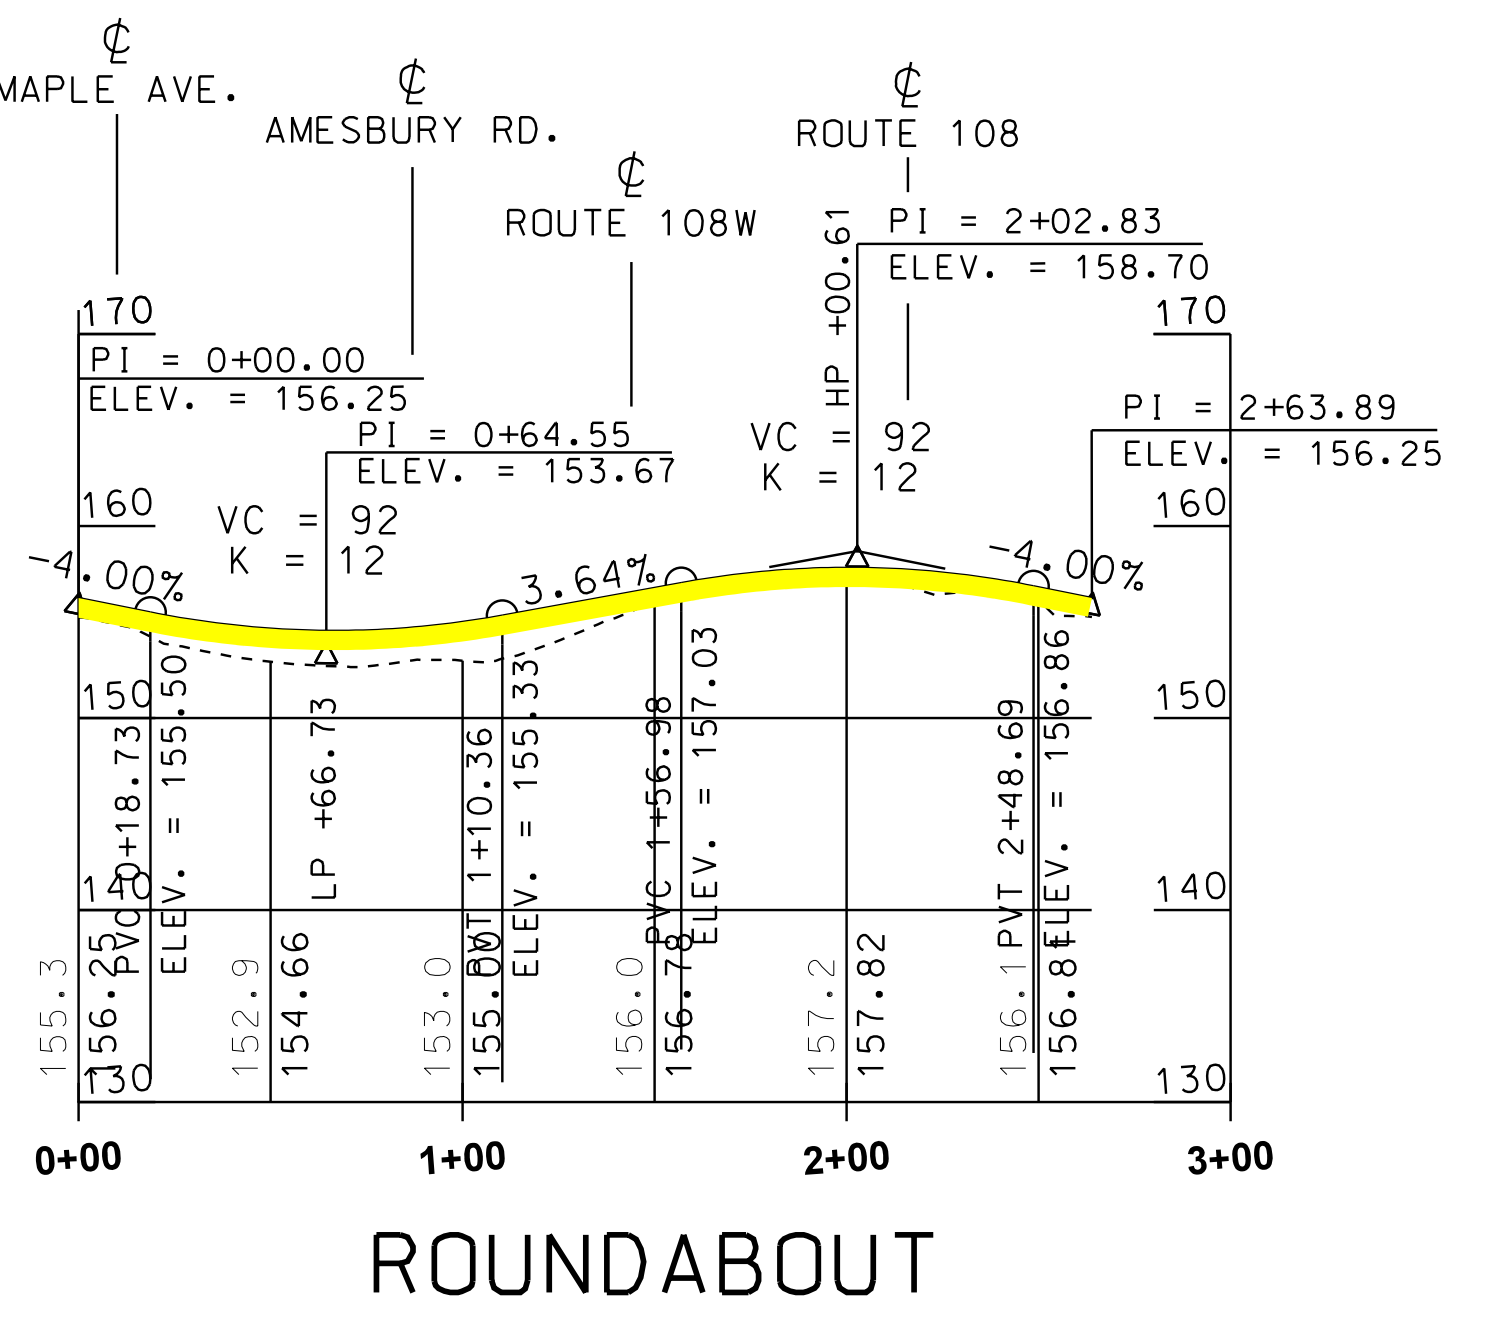 ℄
MAPLE AVE.
℄
AMESBURY RD.
℄
ROUTE 108W
℄
ROUTE 108
PI = 2+02.83
ELEV. = 158.70
HP +00.61
170
170
PI = 0+00.00
ELEV. = 156.25
PI = 2+63.89
ELEV. = 156.25
PI = 0+64.55
ELEV. = 153.67
VC = 92
K = 12
VC = 92
K = 12
160
160
-4.00%
3.64%
-4.00%
150
150
PVC 0+18.73
ELEV. = 155.50
LP +66.73
PVT 1+10.36
ELEV. = 155.33
PVC 1+56.98
ELEV. = 157.03
PVT 2+48.69
ELEV. = 156.86
140
140
155.3
156.25
152.9
154.66
153.0
155.00
156.0
156.78
157.2
157.82
156.1
156.81
130
130
0+00
1+00
2+00
3+00
ROUNDABOUT